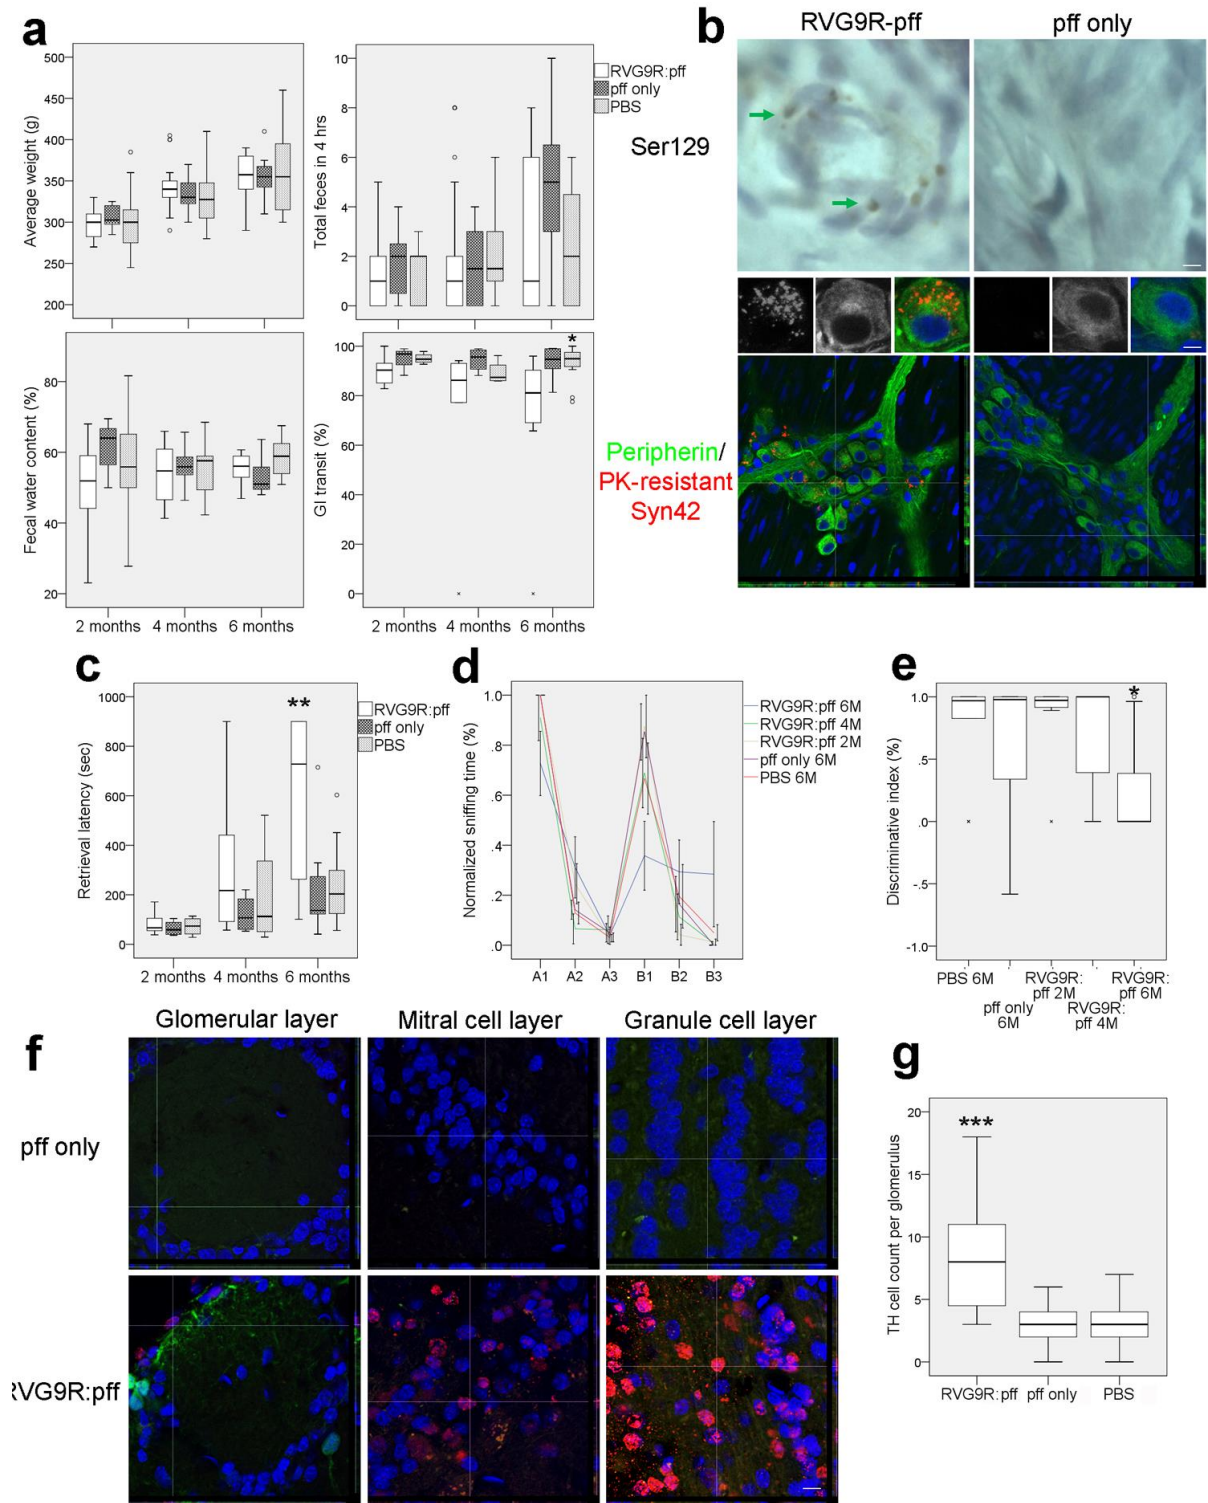 a
Average weight (g)
500
450
400
350
300
250
200
Total feces in 4 hrs
10
8
6
4
2
0
RVG9R:pff
pff only
PBS
Fecal water content (%)
80
60
40
20
2 months 4 months 6 months
GI transit (%)
100
80
60
40
20
0
*
2 months 4 months 6 months
b
RVG9R-pff pff only
Ser129
Peripherin/
PK-resistant
Syn42
c
Retrieval latency (sec)
1000
800
600
400
200
0
**
2 months 4 months 6 months
RVG9R:pff
pff only
PBS
d
Normalized sniffing time (%)
1.0
.8
.6
.4
.2
.0
A1 A2 A3 B1 B2 B3
RVG9R:pff 6M
RVG9R:pff 4M
RVG9R:pff 2M
pff only 6M
PBS 6M
e
Discriminative index (%)
1.0
.5
.0
-.5
-1.0
*
PBS 6M
pff only
6M
RVG9R:
pff 2M
RVG9R:
pff 4M
RVG9R:
pff 6M
f
Glomerular layer Mitral cell layer Granule cell layer
pff only
RVG9R:pff
g
TH cell count per glomerulus
20
15
10
5
0
***
RVG9R:pff pff only PBS